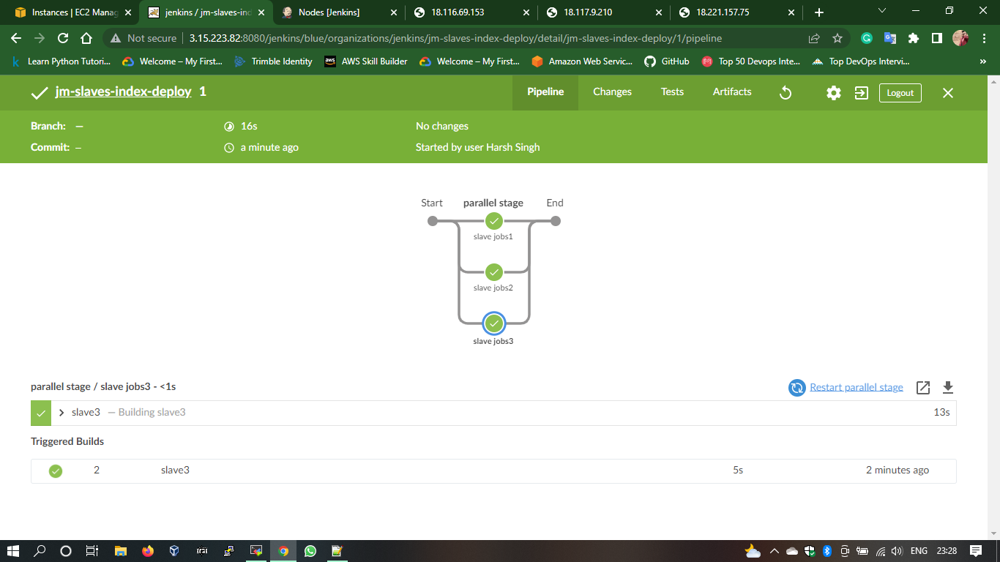 Instances | EC2 Manag
jenkins / jm-slaves-ind
Nodes [Jenkins]
18.116.69.153
18.117.9.210
18.221.157.75
Not secure
3.15.223.82:8080/jenkins/blue/organizations/jenkins/jm-slaves-index-deploy/detail/jm-slaves-index-deploy/1/pipeline
Learn Python Tutori...
Welcome – My First...
Trimble Identity
aws
AWS Skill Builder
Welcome – My First...
Amazon Web Servic...
GitHub
Top 50 Devops Inte...
Top DevOps Intervi...
»
jm-slaves-index-deploy 1
Pipeline
Changes
Tests
Artifacts
Logout
Branch: —
16s
No changes
Commit: –
a minute ago
Started by user Harsh Singh
Start
parallel stage
End
slave jobs1
slave jobs2
slave jobs3
parallel stage / slave jobs3 - <1s
Restart parallel stage
slave3 — Building slave3
13s
Triggered Builds
2
slave3
5s
2 minutes ago
ENG
23:28